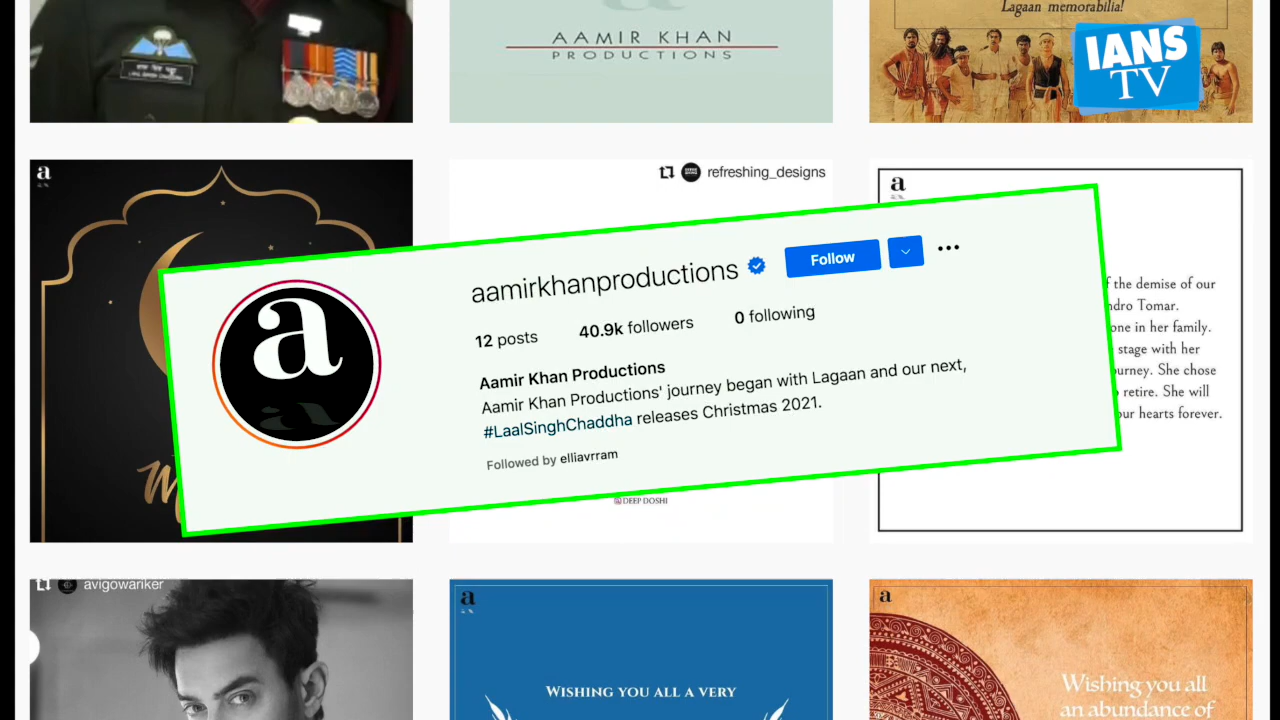 Lagaan memorabilia!
IANS
TV
AAMIR KHAN
PRODUCTIONS
a
refreshing_designs
a
aamirkhanproductions
Follow
12 posts 40.9k followers 0 following
Aamir Khan Productions
Aamir Khan Productions' journey began with Lagaan and our next,
#LaalSinghChaddha releases Christmas 2021.
Followed by elliavrram
a
f the demise of our
ndro Tomar.
one in her family.
stage with her
urney. She chose
retire. She will
our hearts forever.
@DEEP DOSHI
avigowariker
a
WISHING YOU ALL A VERY
a
Wishing you all
an abundance of